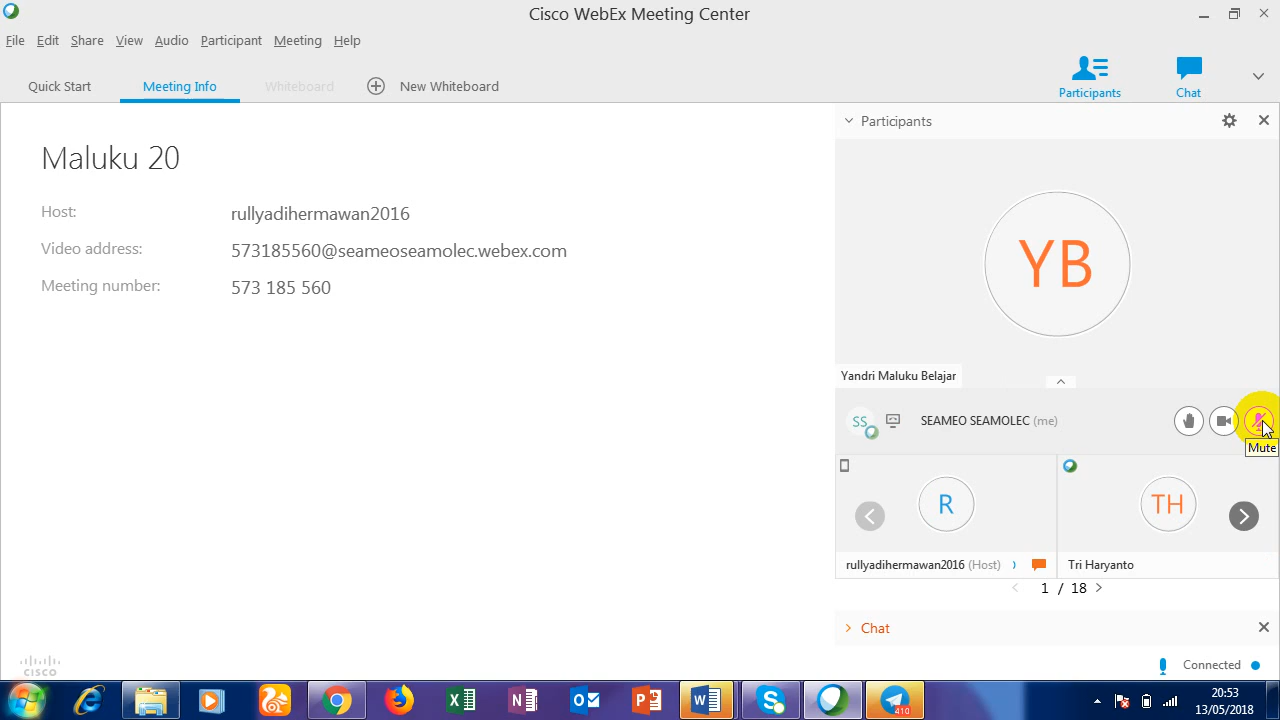 Cisco WebEx Meeting Center
File Edit Share View Audio Participant Meeting Help
Quick Start Meeting Info Whiteboard New Whiteboard
Participants Chat
Participants
Maluku 20
Host: rullyadihermawan2016
Video address: 573185560@seameoseamolec.webex.com
Meeting number: 573 185 560
YB
Yandri Maluku Belajar
SS SEAMEO SEAMOLEC (me)
Mute
R TH
rullyadihermawan2016 (Host) Tri Haryanto
1 / 18
Chat
cisco
Connected
410
20:53
13/05/2018